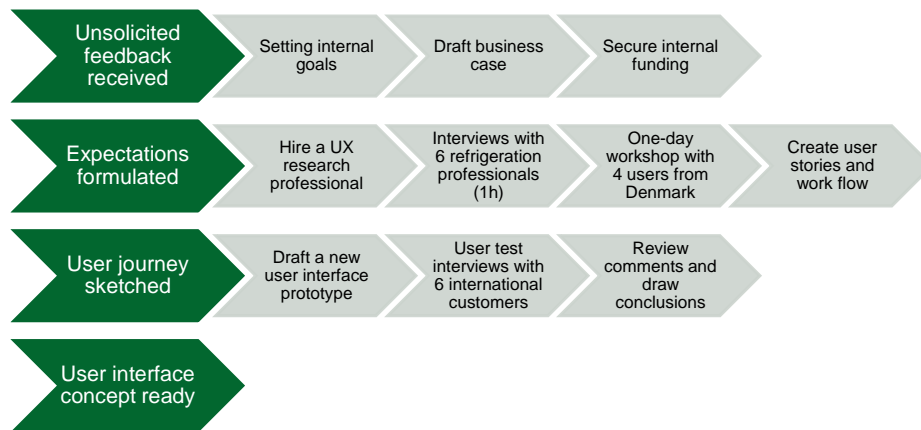 Unsolicited
feedback
received
Setting internal
goals
Draft business
case
Secure internal
funding
Expectations
formulated
Hire a UX
research
professional
Interviews with
6 refrigeration
professionals
(1h)
One-day
workshop with
4 users from
Denmark
Create user
stories and
work flow
User journey
sketched
Draft a new
user interface
prototype
User test
interviews with
6 international
customers
Review
comments and
draw
conclusions
User interface
concept ready